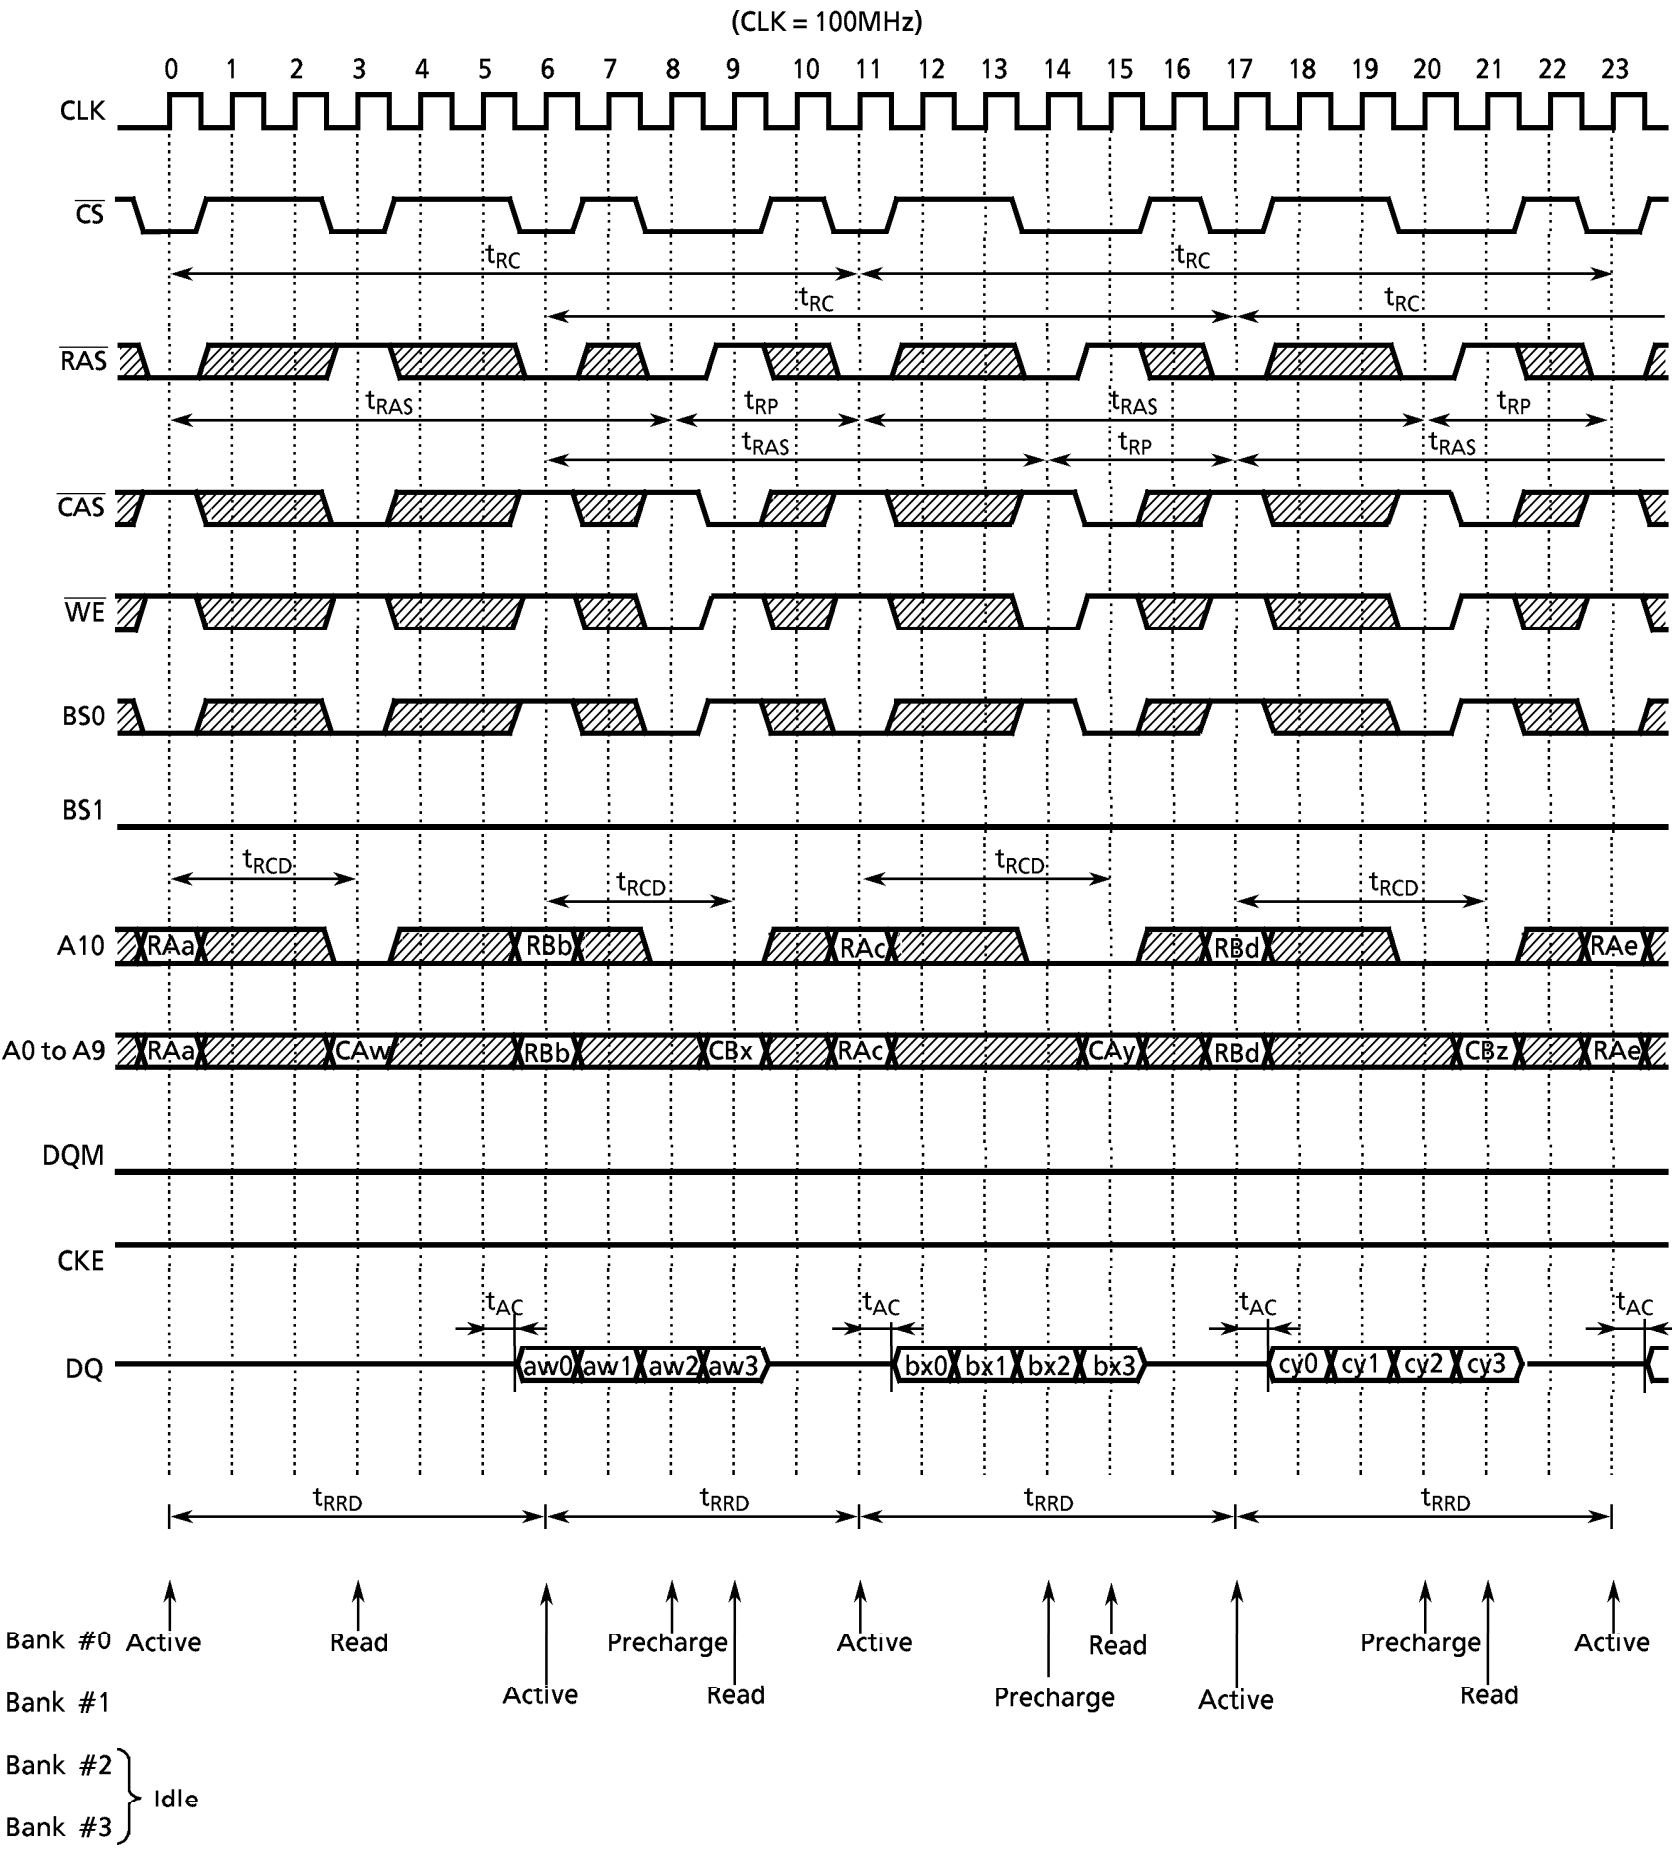 (CLK = 100MHz)
0 1 2 3 4 5 6 7 8 9 10 11 12 13 14 15 16 17 18 19 20 21 22 23
CLK
CS
tRC tRC
tRC tRC
RAS
tRAS tRP tRAS tRP
tRAS tRP tRAS
CAS
WE
BS0
BS1
tRCD tRCD
tRCD tRCD
A10 RAa RBb RAc RBd RAe
A0 to A9 RAa CAw RBb CBx RAc CAy RBd CBz RAe
DQM
CKE
tAC tAC tAC tAC
DQ aw0 aw1 aw2 aw3 bx0 bx1 bx2 bx3 cy0 cy1 cy2 cy3
tRRD tRRD tRRD tRRD
Bank #0 Active Read Precharge Active Read Precharge Active
Bank #1 Active Read Precharge Active Read
Bank #2
Idle
Bank #3